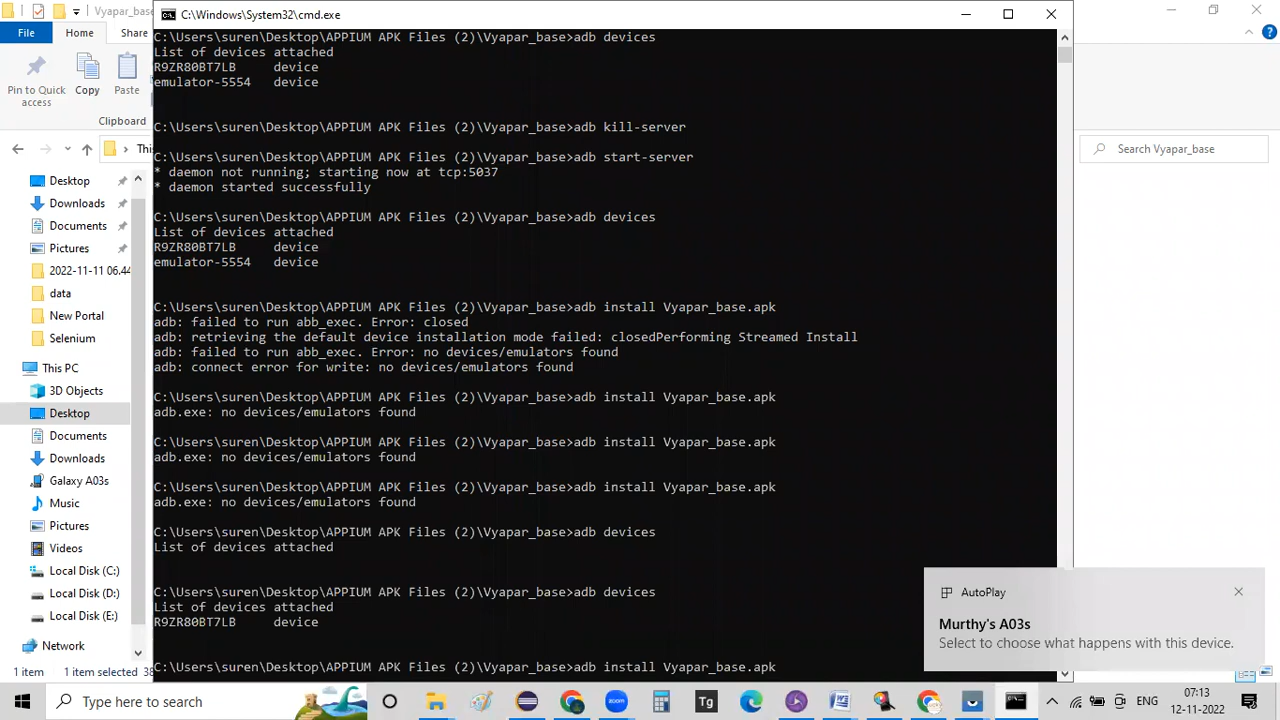 Vyapar_base
C:\Windows\System32\cmd.exe
File
Home
Share
Pin to Quick access
Copy
Paste
Clipboard
This
Search Vyapar_base
Desktop
Downloads
Documents
Pictures
2022-11-11 06.44
data
New Portal
Selenium
This PC
3D Objects
Desktop
Documents
Downloads
Galaxy A03s
Music
Pictures
Videos
Local Disk (C:)
Local Disk (D:)
Local Disk (E:)
Network
1 item
1 item selected
C:\Users\suren\Desktop\APPIUM APK Files (2)\Vyapar_base>adb devices
List of devices attached
R9ZR80BT7LB     device
emulator-5554   device
C:\Users\suren\Desktop\APPIUM APK Files (2)\Vyapar_base>adb kill-server
C:\Users\suren\Desktop\APPIUM APK Files (2)\Vyapar_base>adb start-server
* daemon not running; starting now at tcp:5037
* daemon started successfully
C:\Users\suren\Desktop\APPIUM APK Files (2)\Vyapar_base>adb devices
List of devices attached
R9ZR80BT7LB     device
emulator-5554   device
C:\Users\suren\Desktop\APPIUM APK Files (2)\Vyapar_base>adb install Vyapar_base.apk
adb: failed to run abb_exec. Error: closed
adb: retrieving the default device installation mode failed: closedPerforming Streamed Install
adb: failed to run abb_exec. Error: no devices/emulators found
adb: connect error for write: no devices/emulators found
C:\Users\suren\Desktop\APPIUM APK Files (2)\Vyapar_base>adb install Vyapar_base.apk
adb.exe: no devices/emulators found
C:\Users\suren\Desktop\APPIUM APK Files (2)\Vyapar_base>adb install Vyapar_base.apk
adb.exe: no devices/emulators found
C:\Users\suren\Desktop\APPIUM APK Files (2)\Vyapar_base>adb install Vyapar_base.apk
adb.exe: no devices/emulators found
C:\Users\suren\Desktop\APPIUM APK Files (2)\Vyapar_base>adb devices
List of devices attached
C:\Users\suren\Desktop\APPIUM APK Files (2)\Vyapar_base>adb devices
List of devices attached
R9ZR80BT7LB     device
C:\Users\suren\Desktop\APPIUM APK Files (2)\Vyapar_base>adb install Vyapar_base.apk
AutoPlay
Murthy's A03s
Select to choose what happens with this device.
Type here to search
zoom
Tg
ENG
07:13
12-11-2022